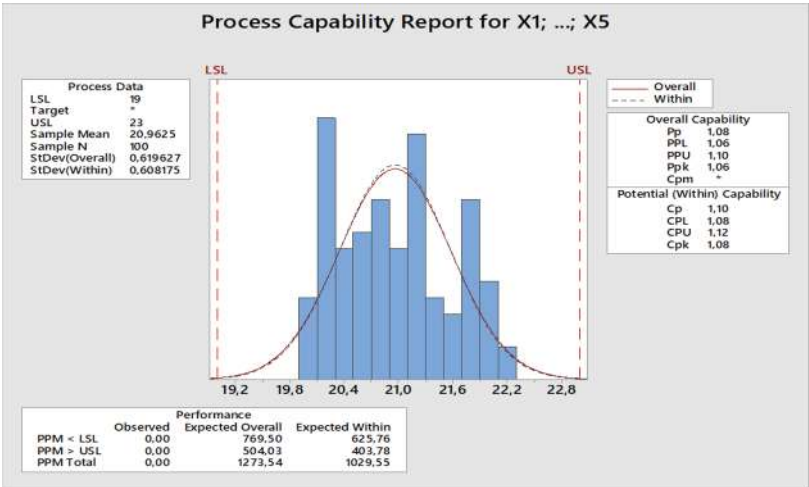 Process Capability Report for X1; ...; X5
LSL USL
Process Data
LSL 19
Target *
USL 23
Sample Mean 20,9625
Sample N 100
StDev(Overall) 0,619627
StDev(Within) 0,608175
Overall
Within
Overall Capability
Pp 1,08
PPL 1,06
PPU 1,10
Ppk 1,06
Cpm *
Potential (Within) Capability
Cp 1,10
CPL 1,08
CPU 1,12
Cpk 1,08
19,2 19,8 20,4 21,0 21,6 22,2 22,8
Performance
Observed Expected Overall Expected Within
PPM < LSL 0,00 769,50 625,76
PPM > USL 0,00 504,03 403,78
PPM Total 0,00 1273,54 1029,55